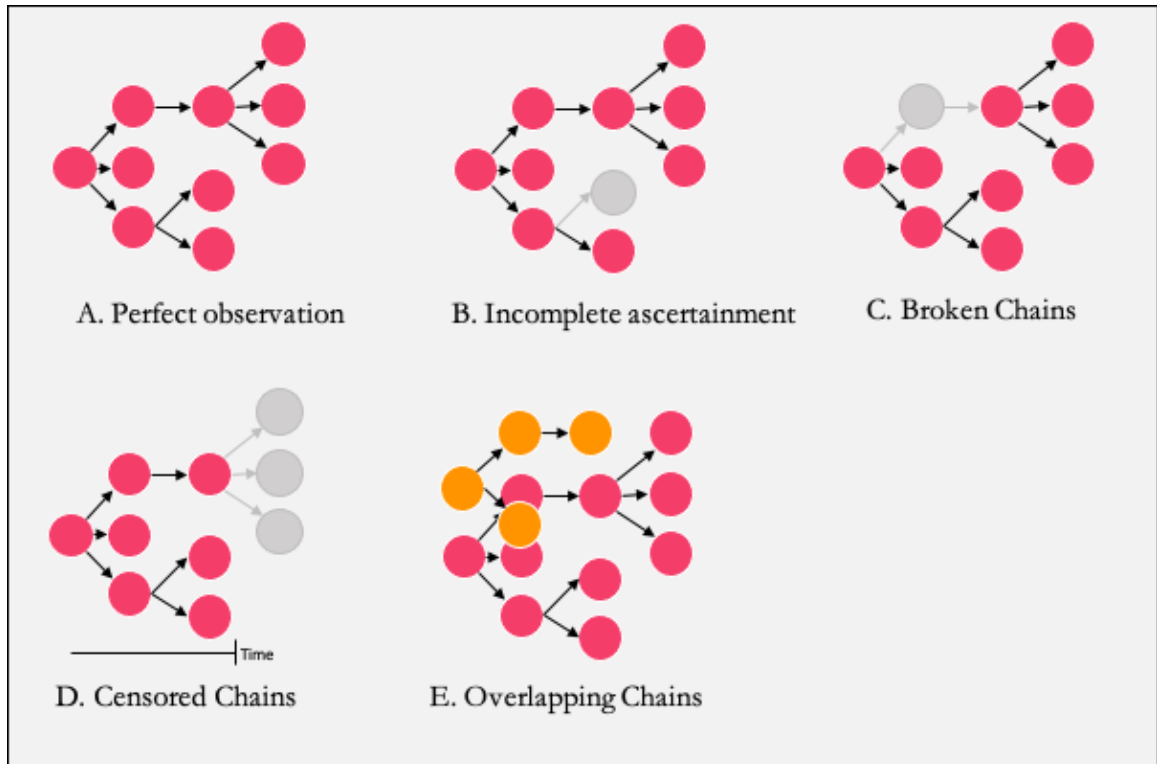 A. Perfect observation
B. Incomplete ascertainment
C. Broken Chains
Time
D. Censored Chains
E. Overlapping Chains